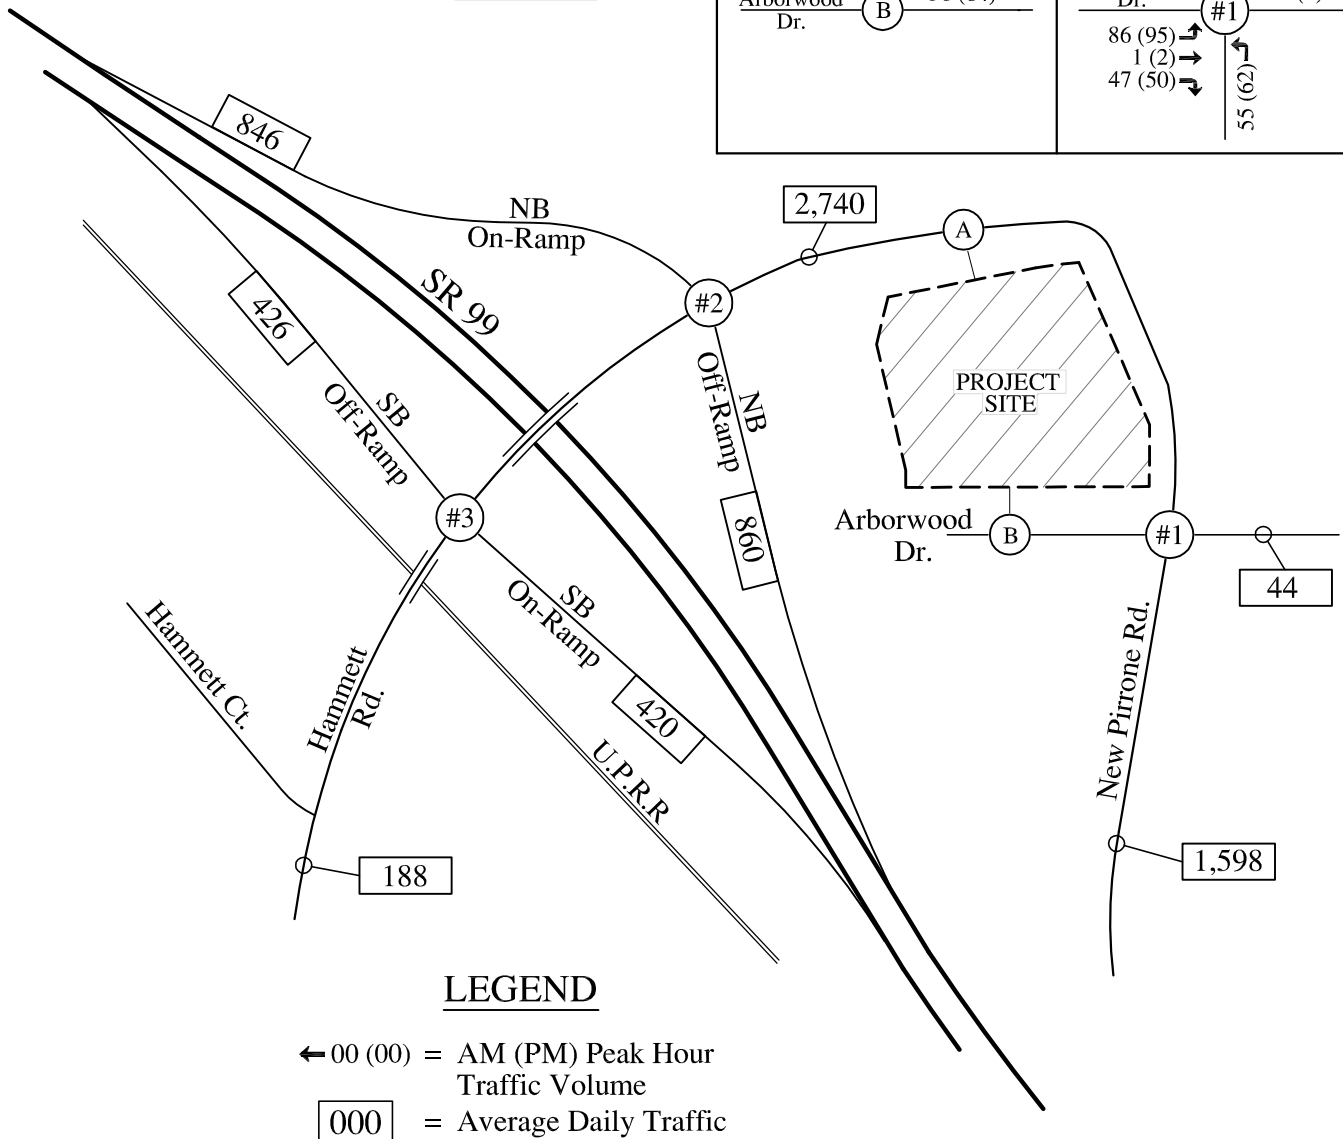 Arborwood
Dr.
B
Dr.
#1
86 (95)
1 (2)
47 (50)
55 (62)
846
NB
On-Ramp
2,740
A
SR 99
#2
426
SB
Off-Ramp
NB
Off-Ramp
PROJECT
SITE
#3
860
Arborwood
Dr.
B
#1
44
SB
On-Ramp
Hammett Ct.
Hammett
Rd.
420
U.P.R.R
New Pirrone Rd.
188
1,598
LEGEND
00 (00) = AM (PM) Peak Hour
Traffic Volume
000 = Average Daily Traffic